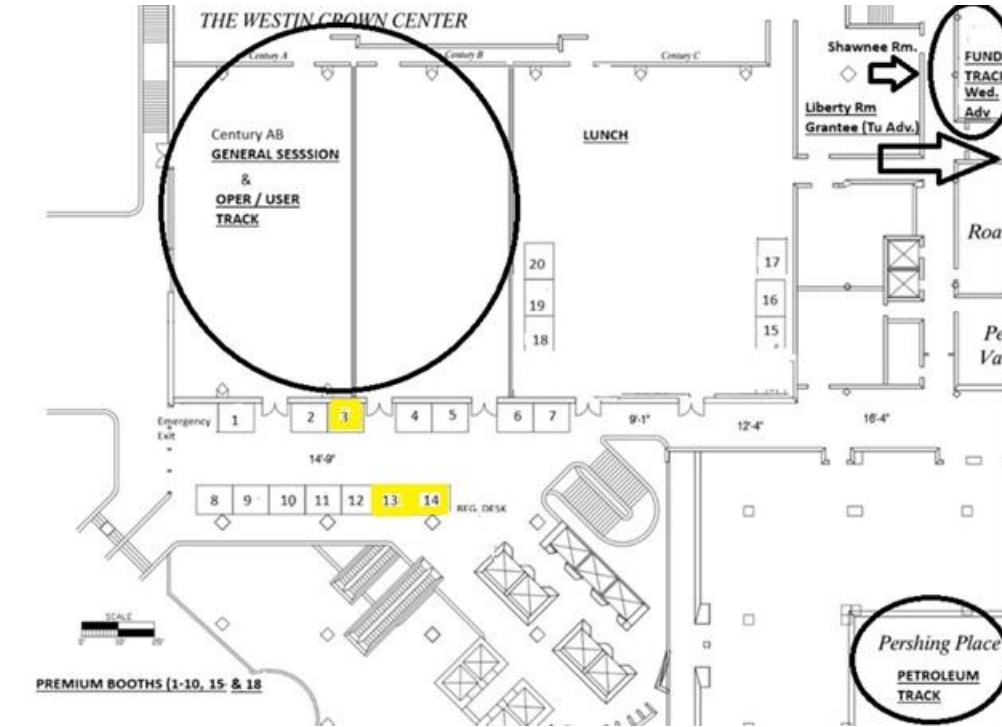 THE WESTIN CROWN CENTER
Century A
Century B
Century C
Shawnee Rm.
FUND
TRACK
Wed.
Adv
Liberty Rm
Grantee (Tu Adv.)
Century AB
GENERAL SESSSION
&
OPER / USER
TRACK
LUNCH
Roa
20
19
18
17
16
15
Pe
Va
Emergency
Exit
1
2
3
4
5
6
7
9'-1"
12'-4"
16'-4"
14'-9"
8
9
10
11
12
13
14
REG. DESK
SCALE
0'
10'
20'
PREMIUM BOOTHS (1-10, 15- & 18
Pershing Place
PETROLEUM
TRACK